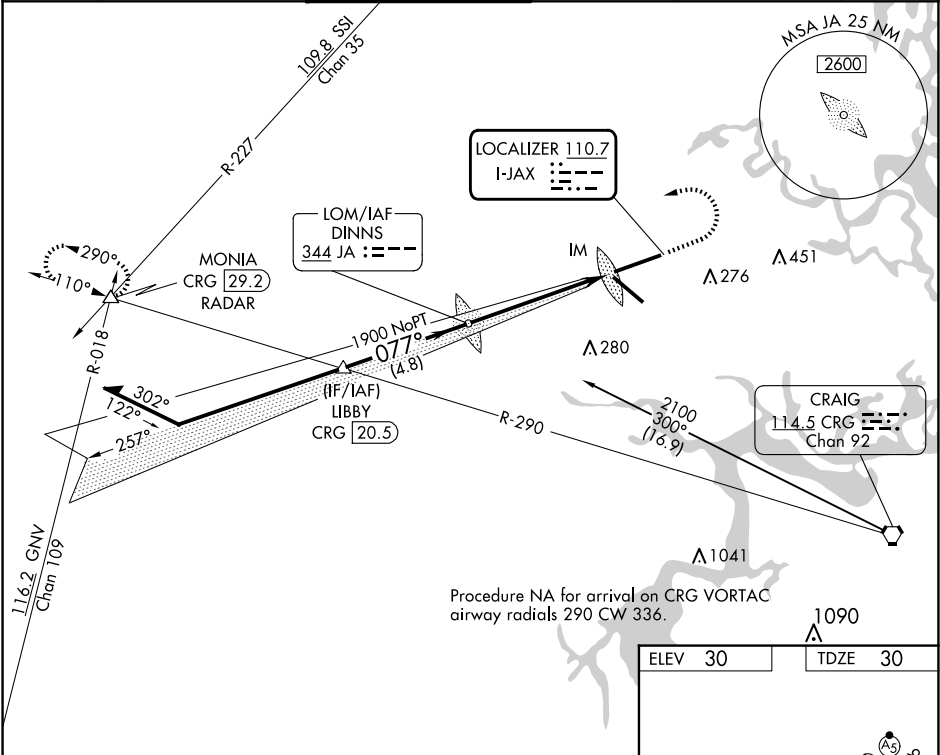 109.8 SSI
Chan 35
R-227
MSA JA 25 NM
2600
LOCALIZER 110.7
I-JAX
LOM/IAF
DINNS
344 JA
MONIA
CRG 29.2
RADAR
290°
110°
IM
276
451
280
1900 NoPT
077°
(4.8)
R-018
302°
122°
257°
(IF/IAF)
LIBBY
CRG 20.5
R-290
2100
300°
(16.9)
CRAIG
114.5 CRG
Chan 92
116.2 GNV
Chan 109
1041
Procedure NA for arrival on CRG VORTAC
airway radials 290 CW 336.
1090
ELEV 30
TDZE 30
A5